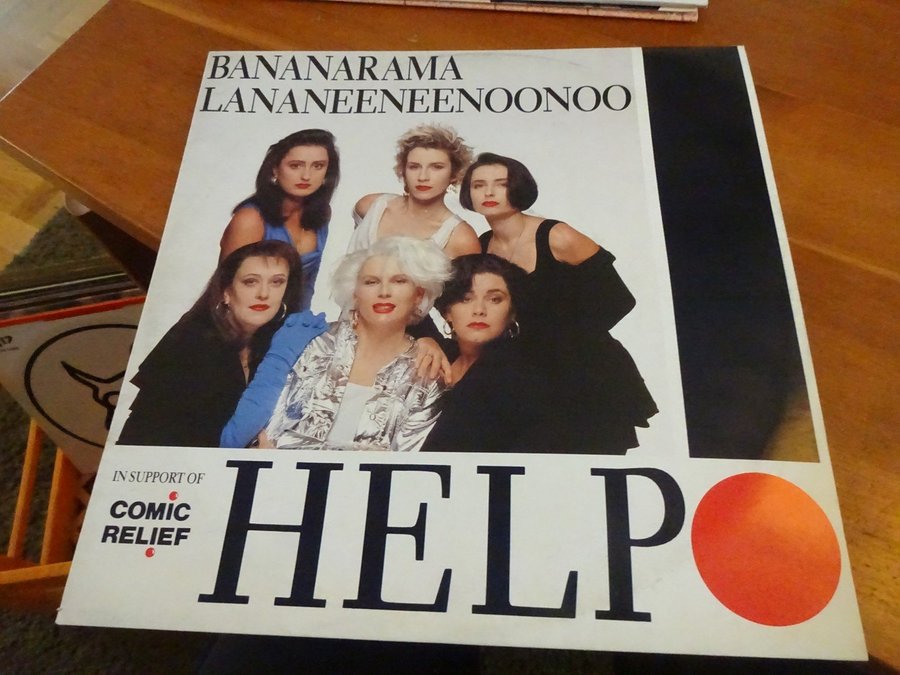 BANANARAMA
LANANEENEENOONOO
IN SUPPORT OF
COMIC
RELIEF
HELP!